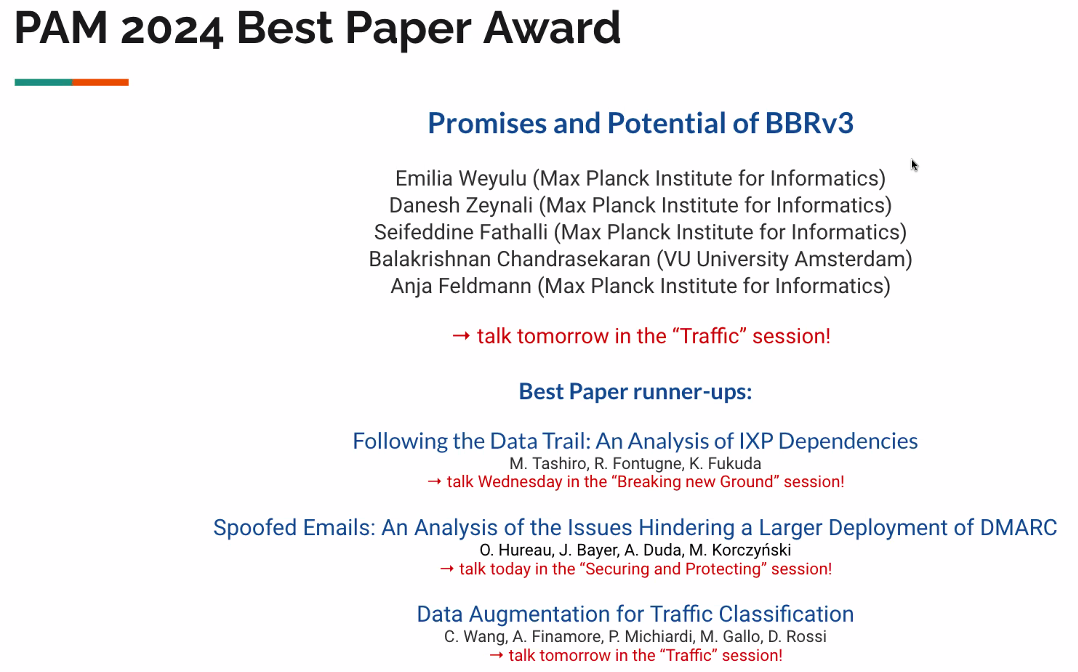 PAM 2024 Best Paper Award
Promises and Potential of BBRv3
Emilia Weyulu (Max Planck Institute for Informatics)
Danesh Zeynali (Max Planck Institute for Informatics)
Seifeddine Fathalli (Max Planck Institute for Informatics)
Balakrishnan Chandrasekaran (VU University Amsterdam)
Anja Feldmann (Max Planck Institute for Informatics)
→ talk tomorrow in the “Traffic” session!
Best Paper runner-ups:
Following the Data Trail: An Analysis of IXP Dependencies
M. Tashiro, R. Fontugne, K. Fukuda
→ talk Wednesday in the “Breaking new Ground” session!
Spoofed Emails: An Analysis of the Issues Hindering a Larger Deployment of DMARC
O. Hureau, J. Bayer, A. Duda, M. Korczyński
→ talk today in the “Securing and Protecting” session!
Data Augmentation for Traffic Classification
C. Wang, A. Finamore, P. Michiardi, M. Gallo, D. Rossi
→ talk tomorrow in the “Traffic” session!